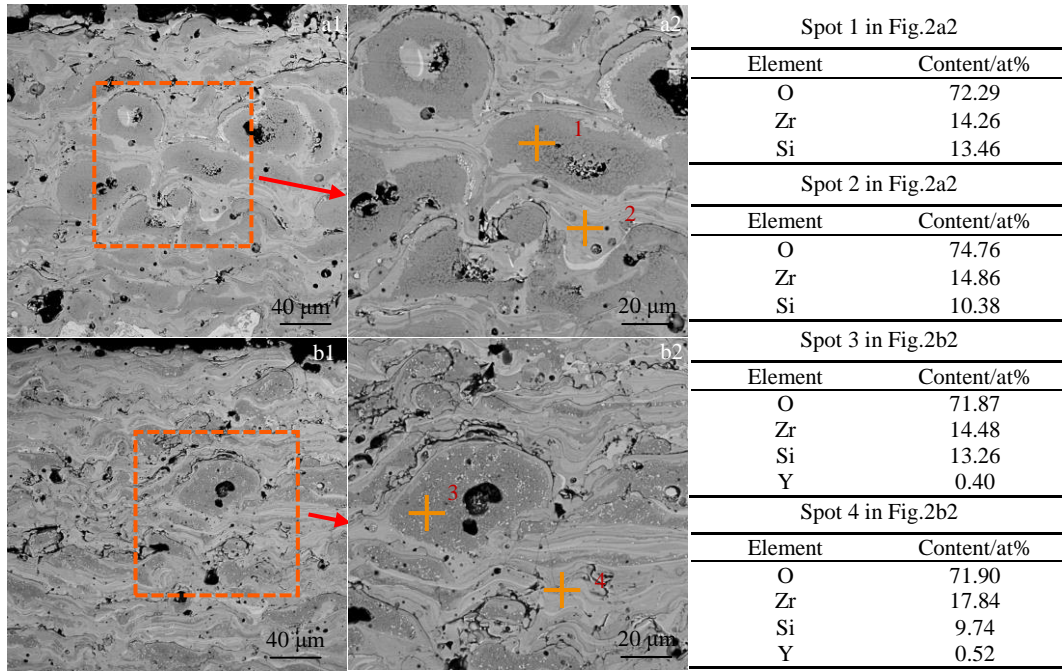 a1
40 μm
a2
1
2
20 μm
b1
40 μm
b2
3
4
20 μm
Spot 1 in Fig.2a2
Element Content/at%
O 72.29
Zr 14.26
Si 13.46
Spot 2 in Fig.2a2
Element Content/at%
O 74.76
Zr 14.86
Si 10.38
Spot 3 in Fig.2b2
Element Content/at%
O 71.87
Zr 14.48
Si 13.26
Y 0.40
Spot 4 in Fig.2b2
Element Content/at%
O 71.90
Zr 17.84
Si 9.74
Y 0.52